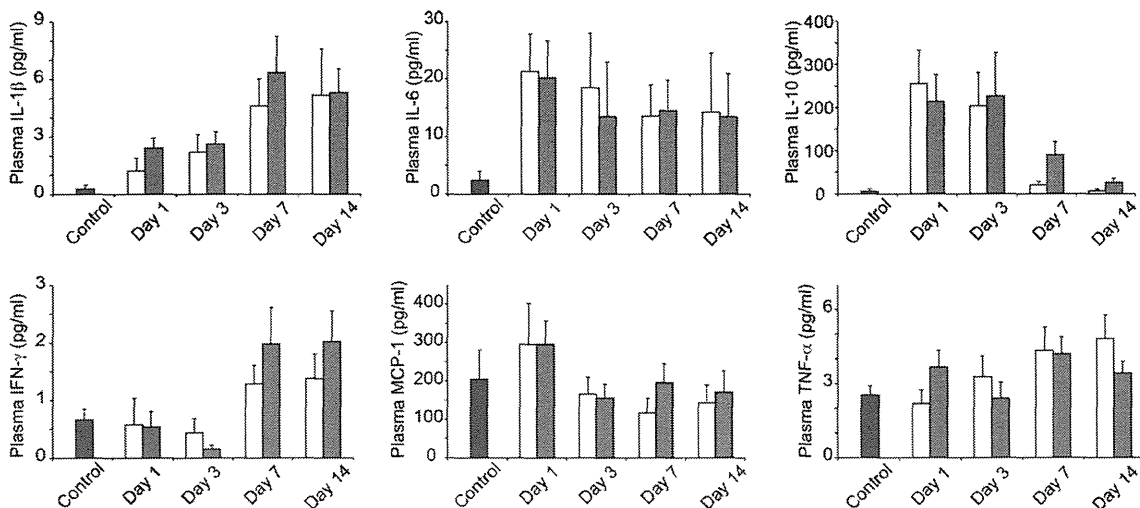 Plasma IL-1β (pg/ml)
9
6
3
0
Control
Day 1
Day 3
Day 7
Day 14
Plasma IL-6 (pg/ml)
30
20
10
0
Control
Day 1
Day 3
Day 7
Day 14
Plasma IL-10 (pg/ml)
400
300
200
100
0
Control
Day 1
Day 3
Day 7
Day 14
Plasma IFN-γ (pg/ml)
3
2
1
0
Control
Day 1
Day 3
Day 7
Day 14
Plasma MCP-1 (pg/ml)
400
300
200
100
0
Control
Day 1
Day 3
Day 7
Day 14
Plasma TNF-α (pg/ml)
6
3
0
Control
Day 1
Day 3
Day 7
Day 14